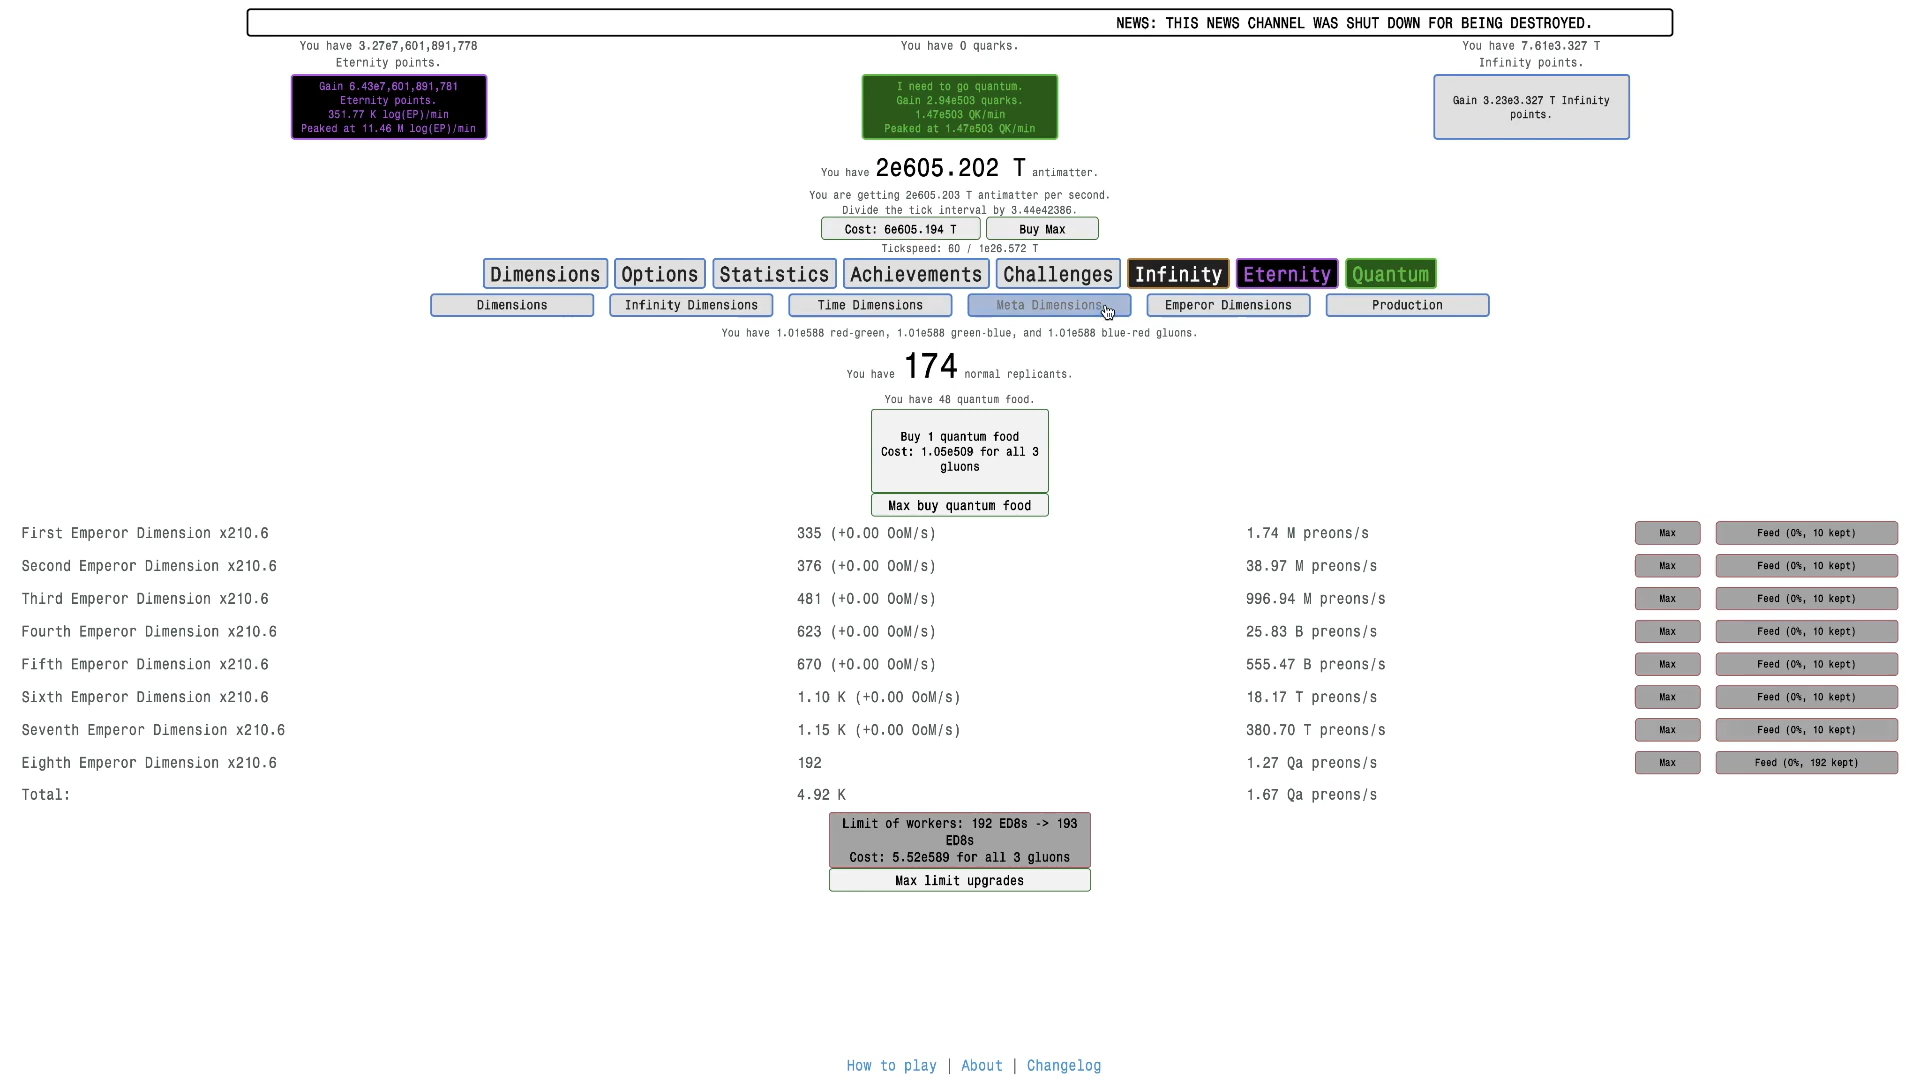 NEWS: THIS NEWS CHANNEL WAS SHUT DOWN FOR BEING DESTROYED.
You have 3.27e7,601,891,778
Eternity points.
Gain 6.43e7,601,891,781
Eternity points.
351.77 K log(EP)/min
Peaked at 11.46 M log(EP)/min
You have 0 quarks.
I need to go quantum.
Gain 2.94e503 quarks.
1.47e503 QK/min
Peaked at 1.47e503 QK/min
You have 7.61e3.327 T
Infinity points.
Gain 3.23e3.327 T Infinity
points.
You have 2e605.202 T antimatter.
You are getting 2e605.203 T antimatter per second.
Divide the tick interval by 3.44e42386.
Cost: 6e605.194 T
Buy Max
Tickspeed: 60 / 1e26.572 T
Dimensions Options Statistics Achievements Challenges Infinity Eternity Quantum
Dimensions Infinity Dimensions Time Dimensions Meta Dimensions Emperor Dimensions Production
You have 1.01e588 red-green, 1.01e588 green-blue, and 1.01e588 blue-red gluons.
You have 174 normal replicants.
You have 48 quantum food.
Buy 1 quantum food
Cost: 1.05e509 for all 3
gluons
Max buy quantum food
First Emperor Dimension x210.6 335 (+0.00 OoM/s) 1.74 M preons/s Max Feed (0%, 10 kept)
Second Emperor Dimension x210.6 376 (+0.00 OoM/s) 38.97 M preons/s Max Feed (0%, 10 kept)
Third Emperor Dimension x210.6 481 (+0.00 OoM/s) 996.94 M preons/s Max Feed (0%, 10 kept)
Fourth Emperor Dimension x210.6 623 (+0.00 OoM/s) 25.83 B preons/s Max Feed (0%, 10 kept)
Fifth Emperor Dimension x210.6 670 (+0.00 OoM/s) 555.47 B preons/s Max Feed (0%, 10 kept)
Sixth Emperor Dimension x210.6 1.10 K (+0.00 OoM/s) 18.17 T preons/s Max Feed (0%, 10 kept)
Seventh Emperor Dimension x210.6 1.15 K (+0.00 OoM/s) 380.70 T preons/s Max Feed (0%, 10 kept)
Eighth Emperor Dimension x210.6 192 1.27 Qa preons/s Max Feed (0%, 192 kept)
Total: 4.92 K 1.67 Qa preons/s
Limit of workers: 192 ED8s -> 193
ED8s
Cost: 5.52e589 for all 3 gluons
Max limit upgrades
How to play | About | Changelog